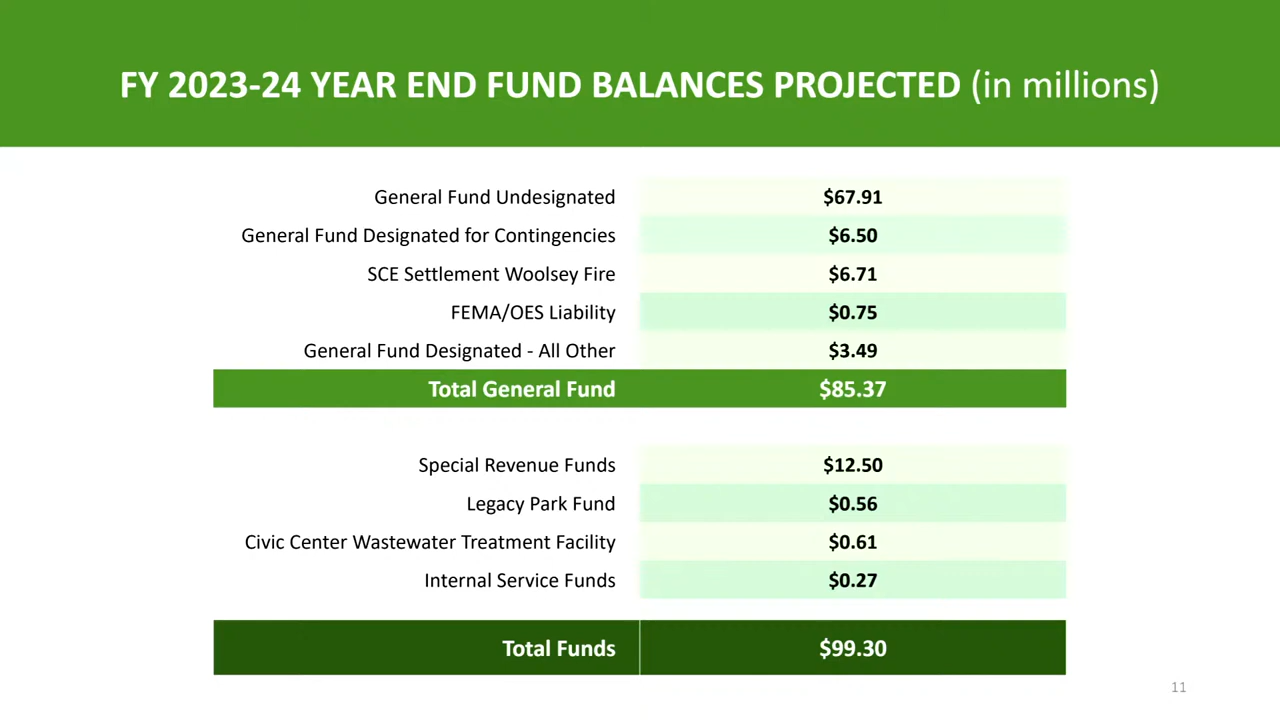 FY 2023-24 YEAR END FUND BALANCES PROJECTED (in millions)
General Fund Undesignated $67.91
General Fund Designated for Contingencies $6.50
SCE Settlement Woolsey Fire $6.71
FEMA/OES Liability $0.75
General Fund Designated - All Other $3.49
Total General Fund $85.37
Special Revenue Funds $12.50
Legacy Park Fund $0.56
Civic Center Wastewater Treatment Facility $0.61
Internal Service Funds $0.27
Total Funds $99.30
11